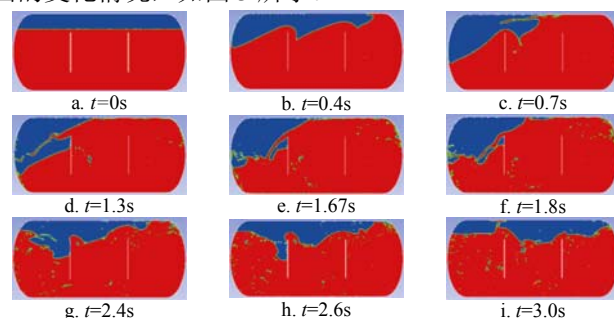 a. t=0s b. 0.4s c. 0.7s
d. t=1.3s e. t=1.67s f. t=1.8s
g. t=2.4s h. t=2.6s i. t=3.0s